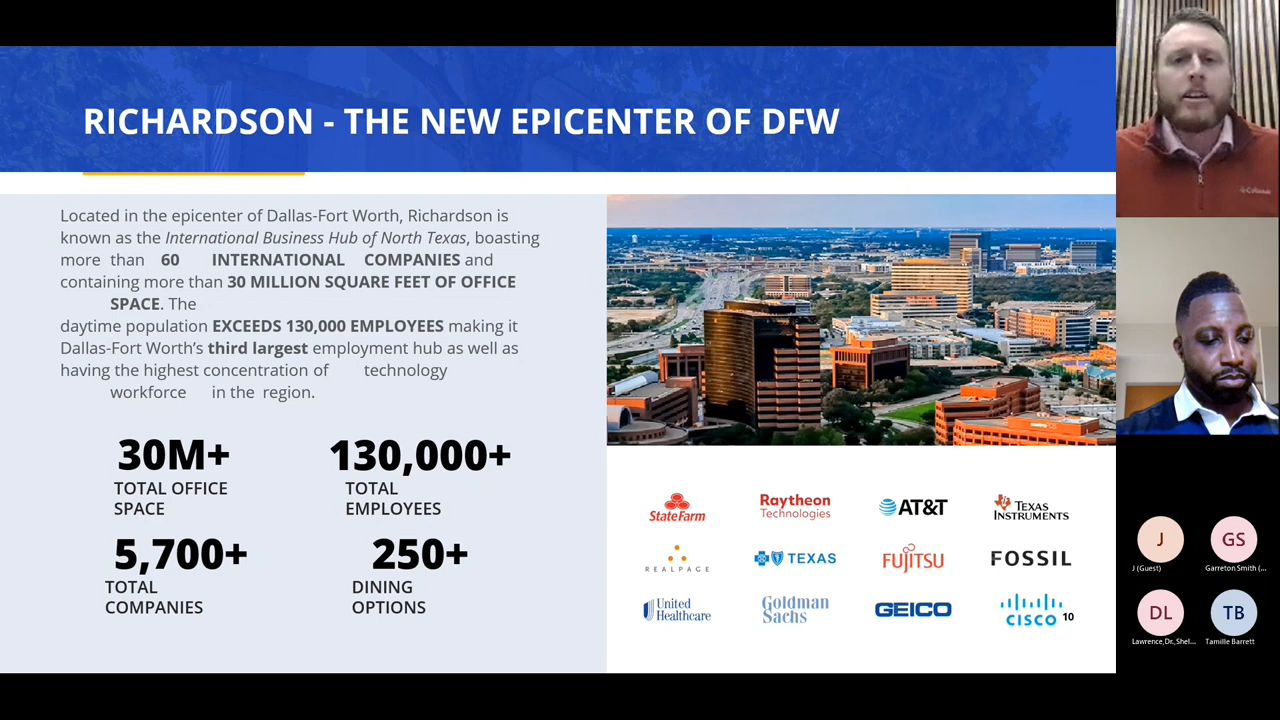 RICHARDSON - THE NEW EPICENTER OF DFW
Located in the epicenter of Dallas-Fort Worth, Richardson is
known as the International Business Hub of North Texas, boasting
more than 60 INTERNATIONAL COMPANIES and
containing more than 30 MILLION SQUARE FEET OF OFFICE
SPACE. The
daytime population EXCEEDS 130,000 EMPLOYEES making it
Dallas-Fort Worth's third largest employment hub as well as
having the highest concentration of technology
workforce in the region.
30M+
TOTAL OFFICE
SPACE
130,000+
TOTAL
EMPLOYEES
5,700+
TOTAL
COMPANIES
250+
DINING
OPTIONS
State Farm
Raytheon
Technologies
AT&T
TEXAS
INSTRUMENTS
REALPAGE
TEXAS
FUJITSU
FOSSIL
United
Healthcare
Goldman
Sachs
GEICO
CISCO
10
Columbia
J
J (Guest)
GS
Garreton Smith (...
DL
Lawrence,Dr.,Shel...
TB
Tamille Barrett